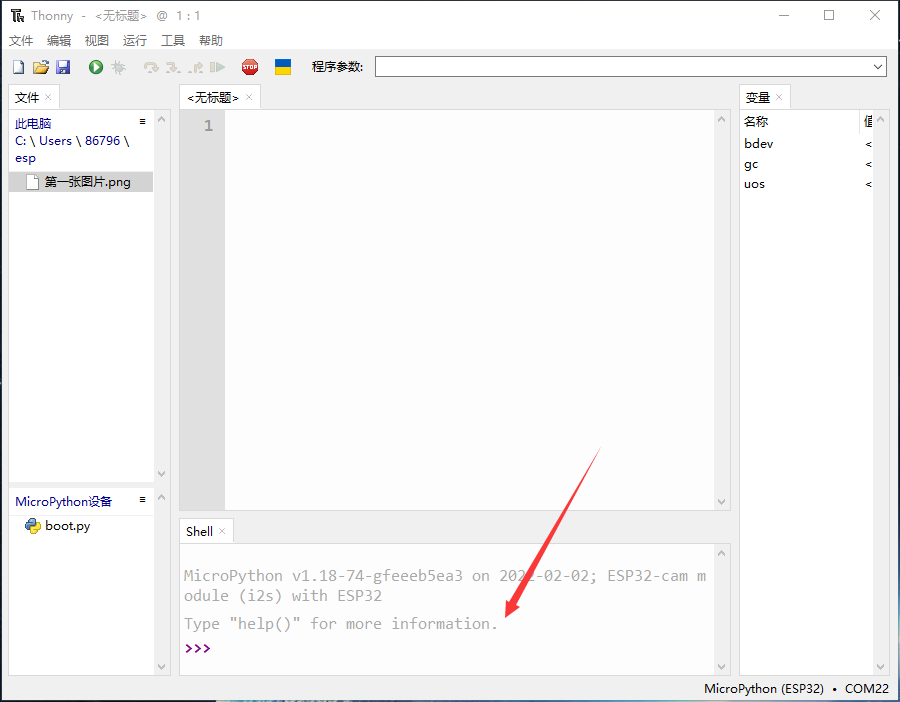 Thonny - <无标题> @ 1 : 1
文件 编辑 视图 运行 工具 帮助
STOP 程序参数:
文件
此电脑
C: \ Users \ 86796 \
esp
第一张图片.png
MicroPython设备
boot.py
<无标题>
1
Shell
MicroPython v1.18-74-gfeeeb5ea3 on 2022-02-02; ESP32-cam m
odule (i2s) with ESP32
Type "help()" for more information.
>>>
变量
名称 值
bdev <
gc <
uos <
MicroPython (ESP32) • COM22